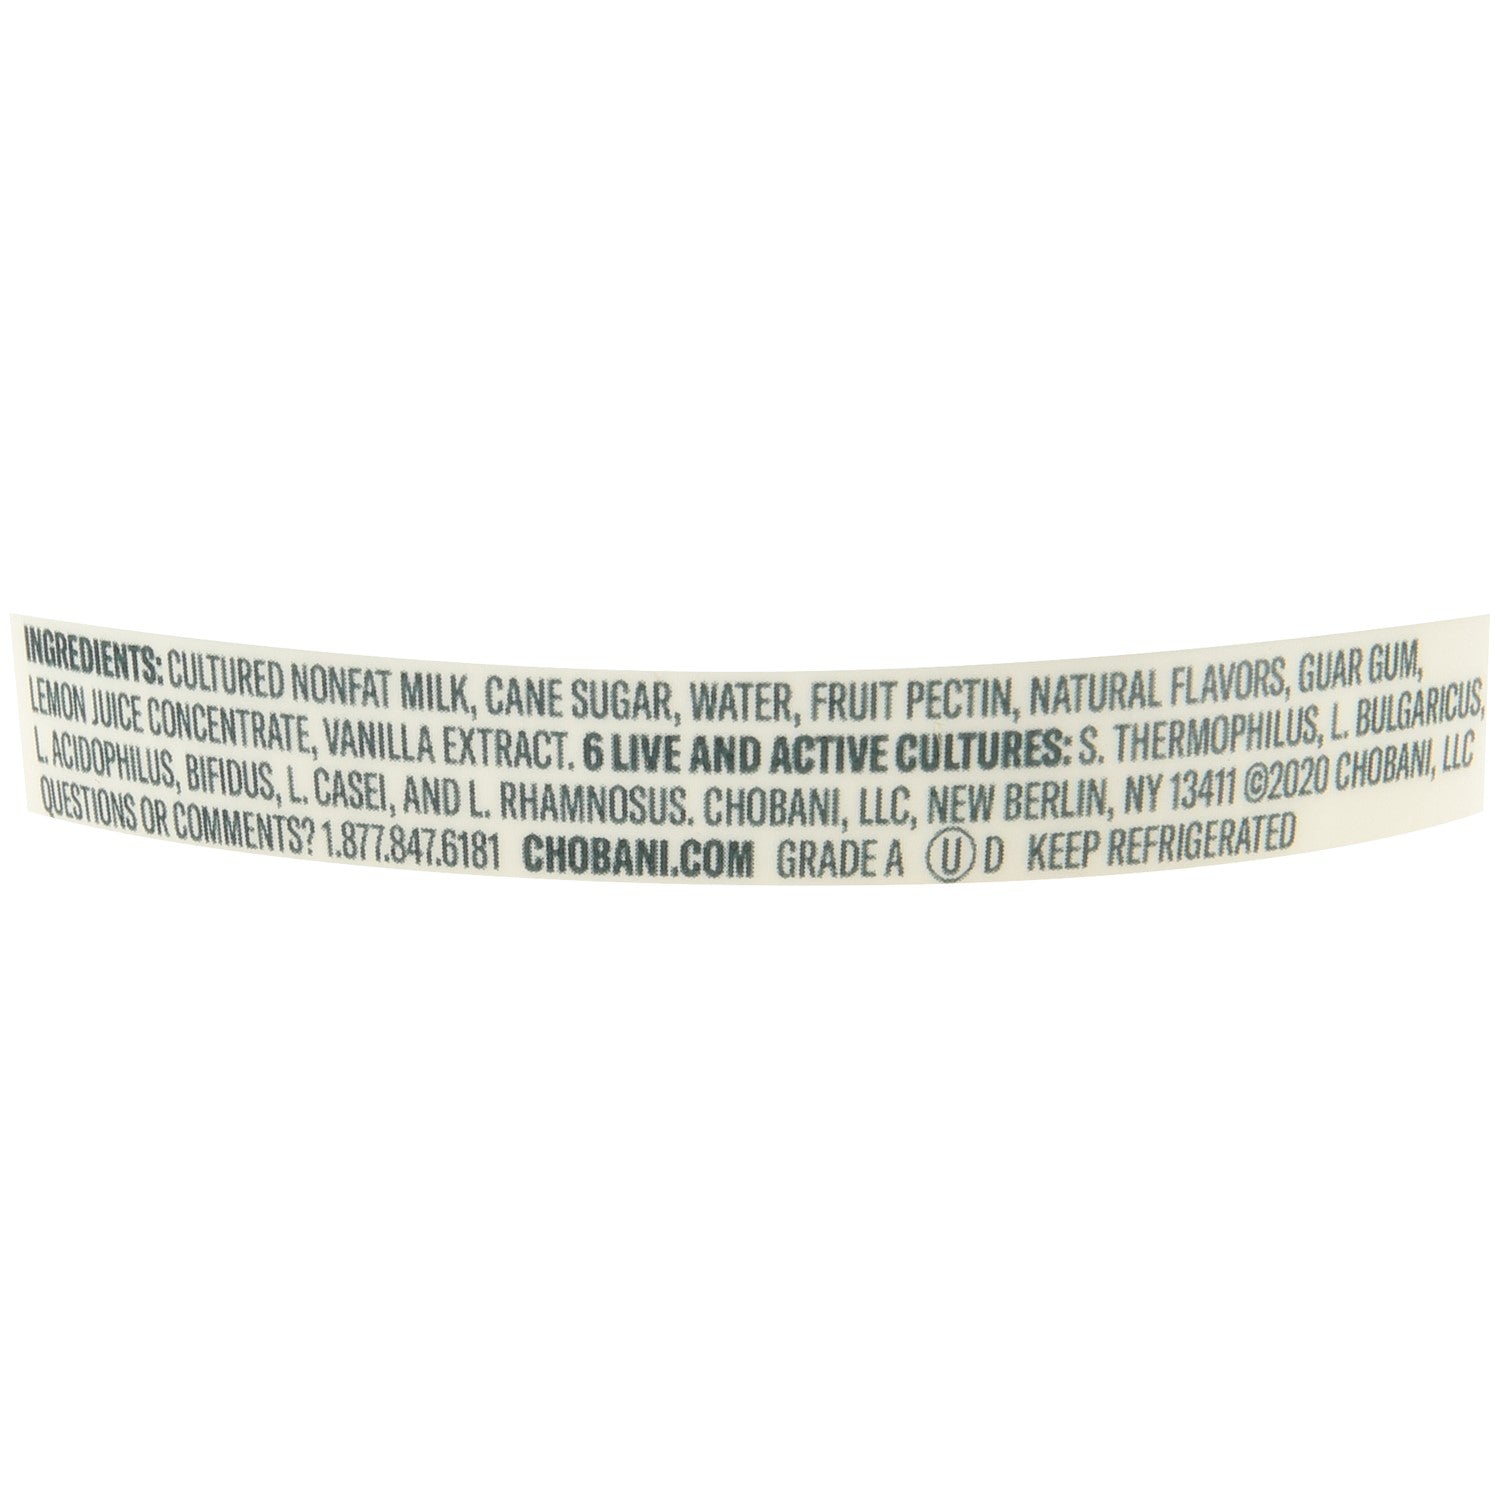 INGREDIENTS: CULTURED NONFAT MILK, CANE SUGAR, WATER, FRUIT PECTIN, NATURAL FLAVORS, GUAR GUM,
LEMON JUICE CONCENTRATE, VANILLA EXTRACT. 6 LIVE AND ACTIVE CULTURES: S. THERMOPHILUS, L. BULGARICUS,
L. ACIDOPHILUS, BIFIDUS, L. CASEI, AND L. RHAMNOSUS. CHOBANI, LLC, NEW BERLIN, NY 13411 ©2020 CHOBANI, LLC
QUESTIONS OR COMMENTS? 1.877.847.6181 CHOBANI.COM GRADE A Ⓤ D KEEP REFRIGERATED